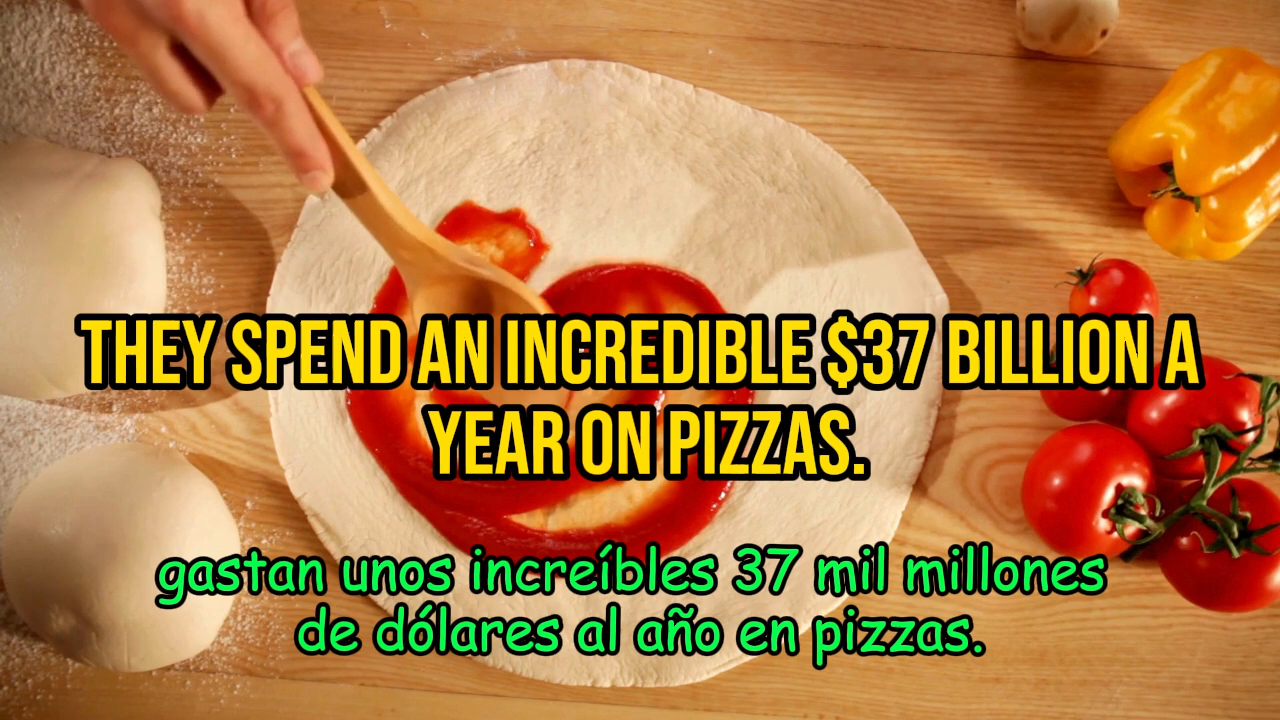 THEY SPEND AN INCREDIBLE $37 BILLION A
YEAR ON PIZZAS.
gastan unos increíbles 37 mil millones
de dólares al año en pizzas.